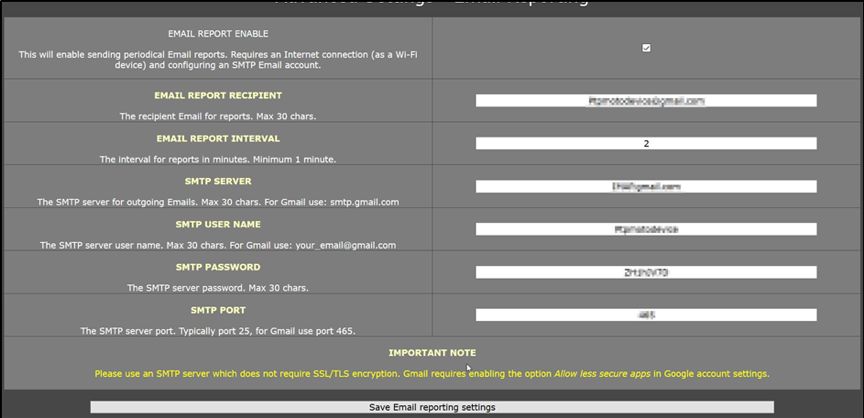 Advanced Settings - Email Reporting
EMAIL REPORT ENABLE
This will enable sending periodical Email reports. Requires an Internet connection (as a Wi-Fi
device) and configuring an SMTP Email account.
EMAIL REPORT RECIPIENT
The recipient Email for reports. Max 30 chars.
EMAIL REPORT INTERVAL
2
The interval for reports in minutes. Minimum 1 minute.
SMTP SERVER
The SMTP server for outgoing Emails. Max 30 chars. For Gmail use: smtp.gmail.com
SMTP USER NAME
The SMTP server user name. Max 30 chars. For Gmail use: your_email@gmail.com
SMTP PASSWORD
The SMTP server password. Max 30 chars.
SMTP PORT
The SMTP server port. Typically port 25, for Gmail use port 465.
IMPORTANT NOTE
Please use an SMTP server which does not require SSL/TLS encryption. Gmail requires enabling the option Allow less secure apps in Google account settings.
Save Email reporting settings